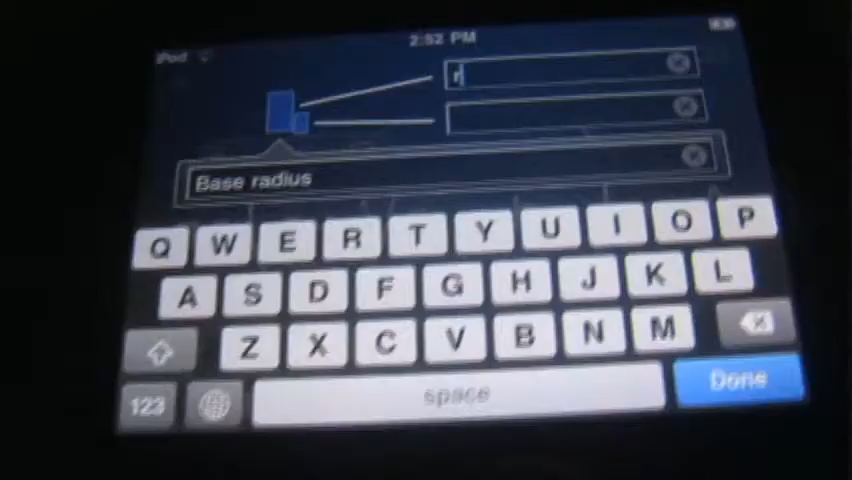 iPod 2:52 PM
r
Base radius
Q W E R T Y U I O P
A S D F G H J K L
Z X C V B N M
123 space Done